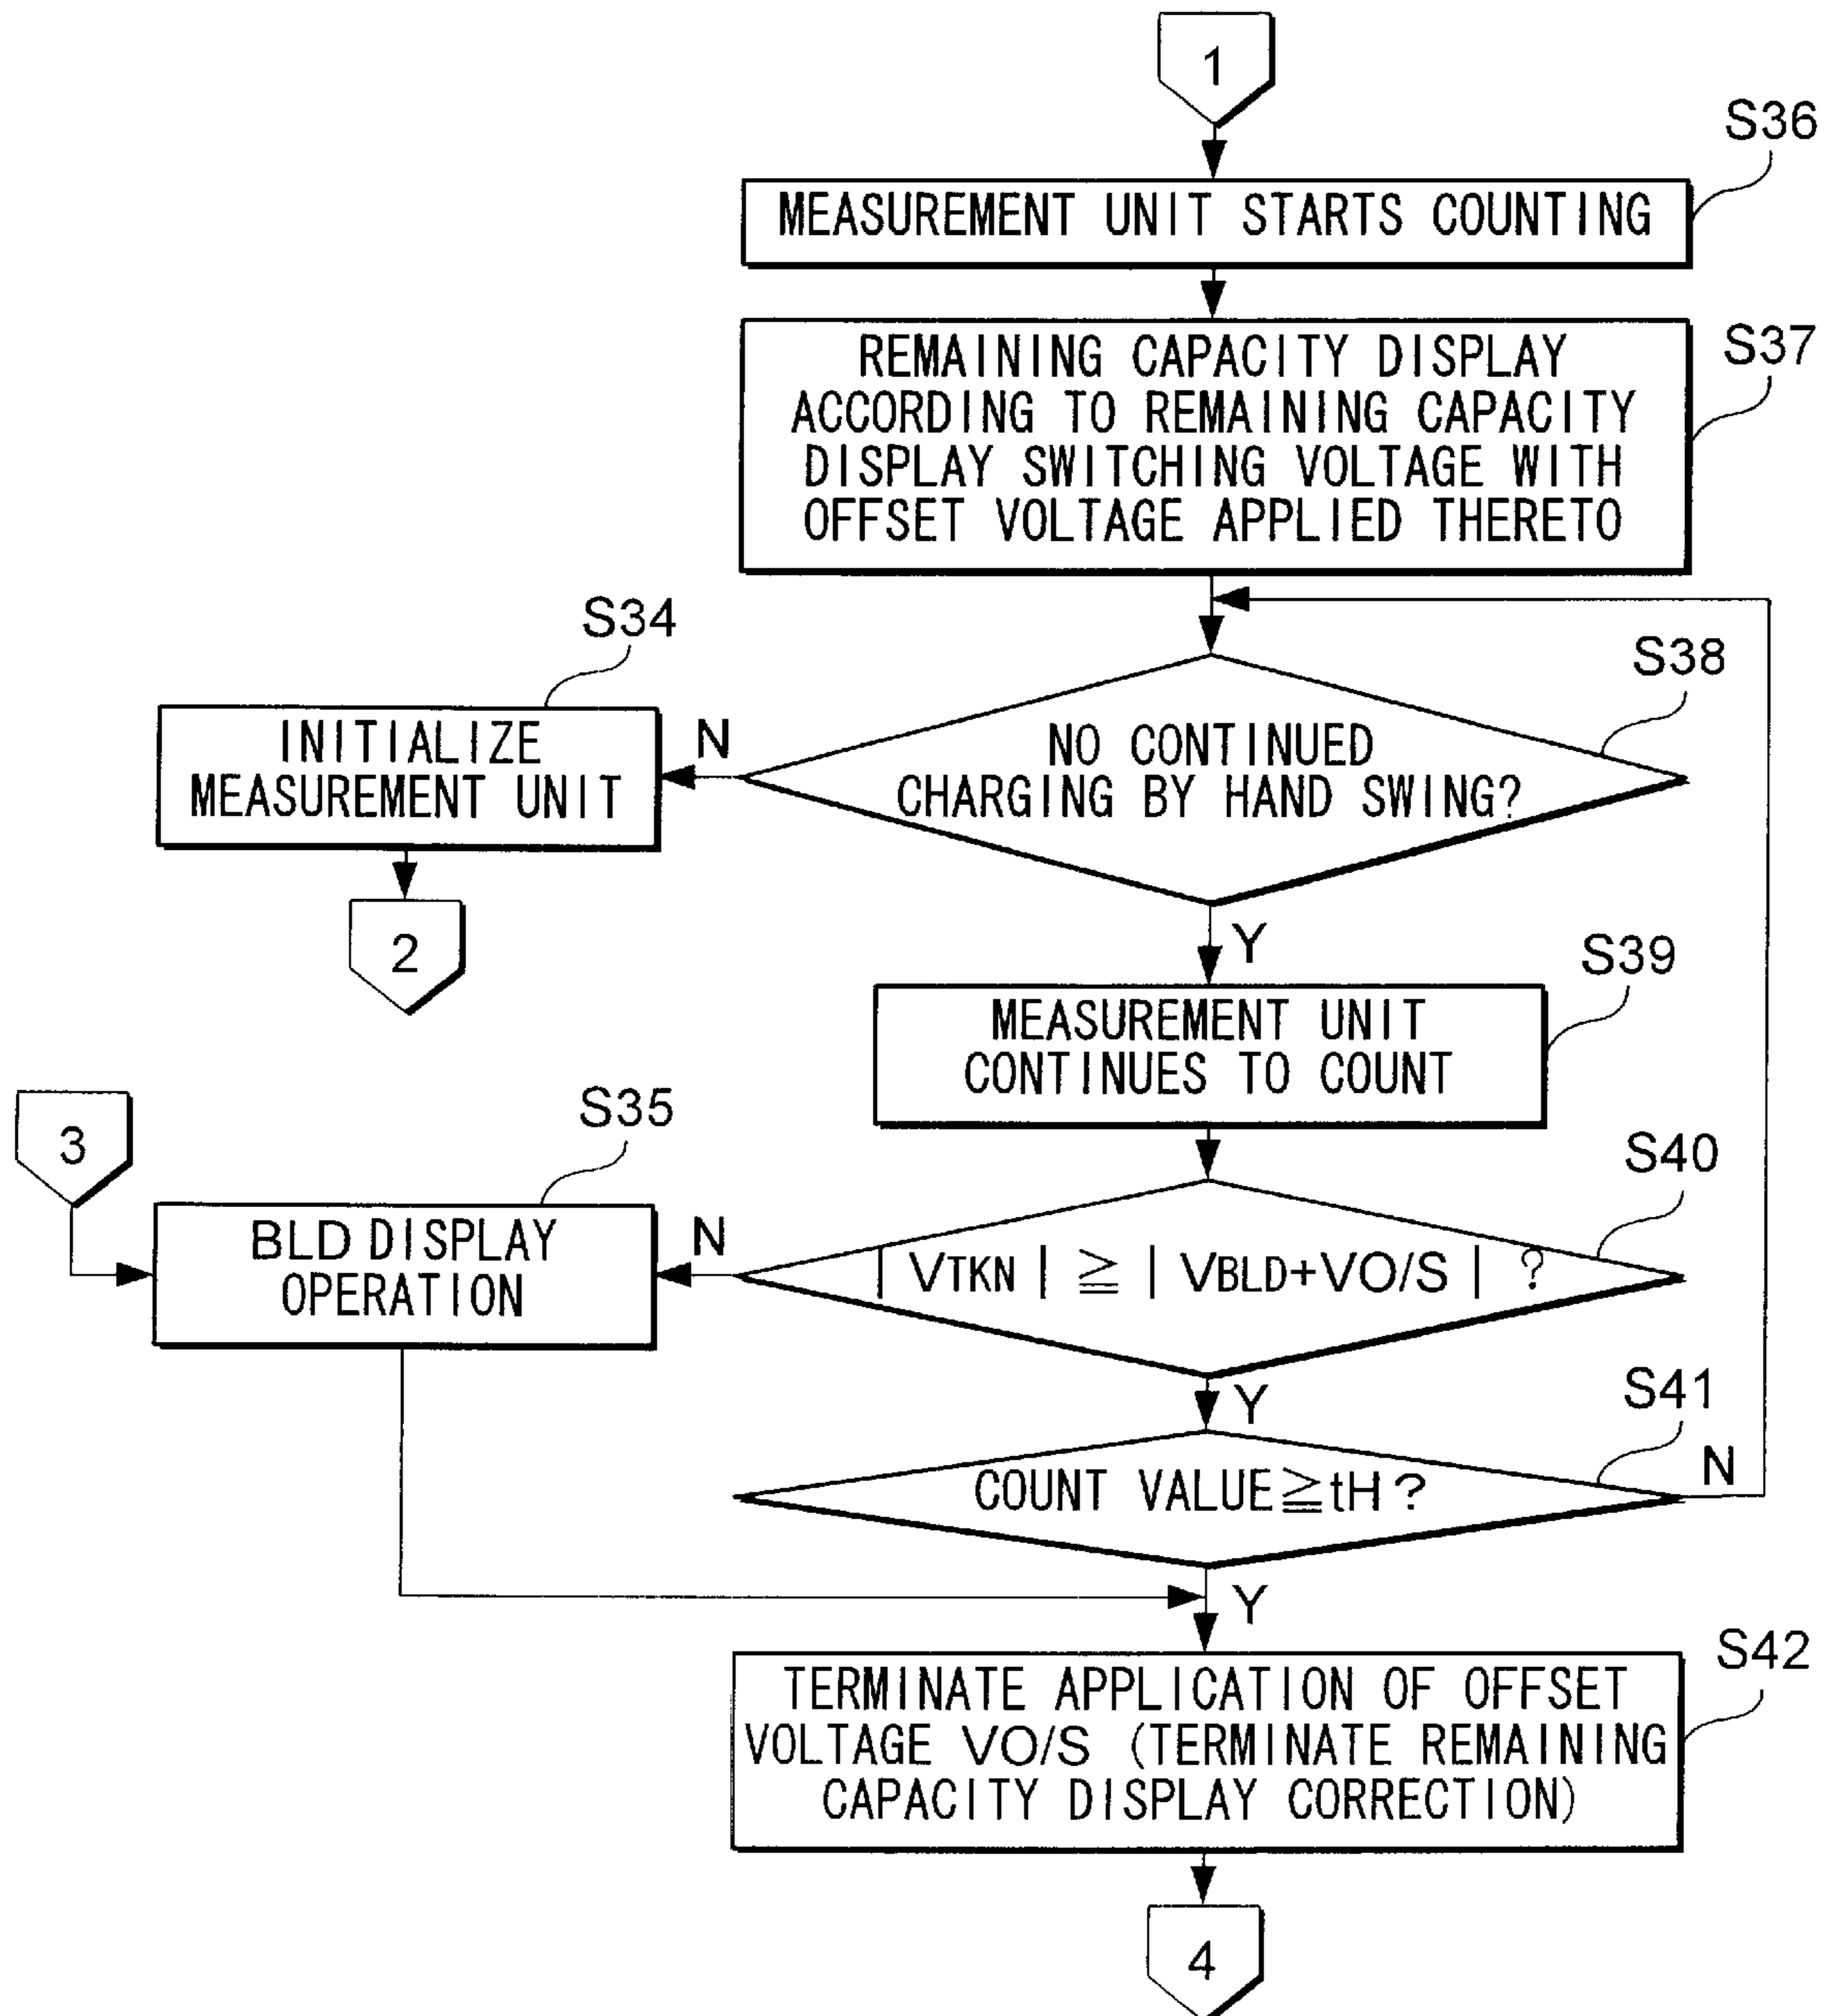 1
S36
MEASUREMENT UNIT STARTS COUNTING
S37
REMAINING CAPACITY DISPLAY
ACCORDING TO REMAINING CAPACITY
DISPLAY SWITCHING VOLTAGE WITH
OFFSET VOLTAGE APPLIED THERETO
S34
S38
INITIALIZE
MEASUREMENT UNIT
N
NO CONTINUED
CHARGING BY HAND SWING?
2
Y
S39
MEASUREMENT UNIT
CONTINUES TO COUNT
3
S35
S40
BLD DISPLAY
OPERATION
N
| VTKN | ≧ | VBLD+VO/S | ?
Y
S41
COUNT VALUE≧tH?
N
Y
S42
TERMINATE APPLICATION OF OFFSET
VOLTAGE VO/S (TERMINATE REMAINING
CAPACITY DISPLAY CORRECTION)
4